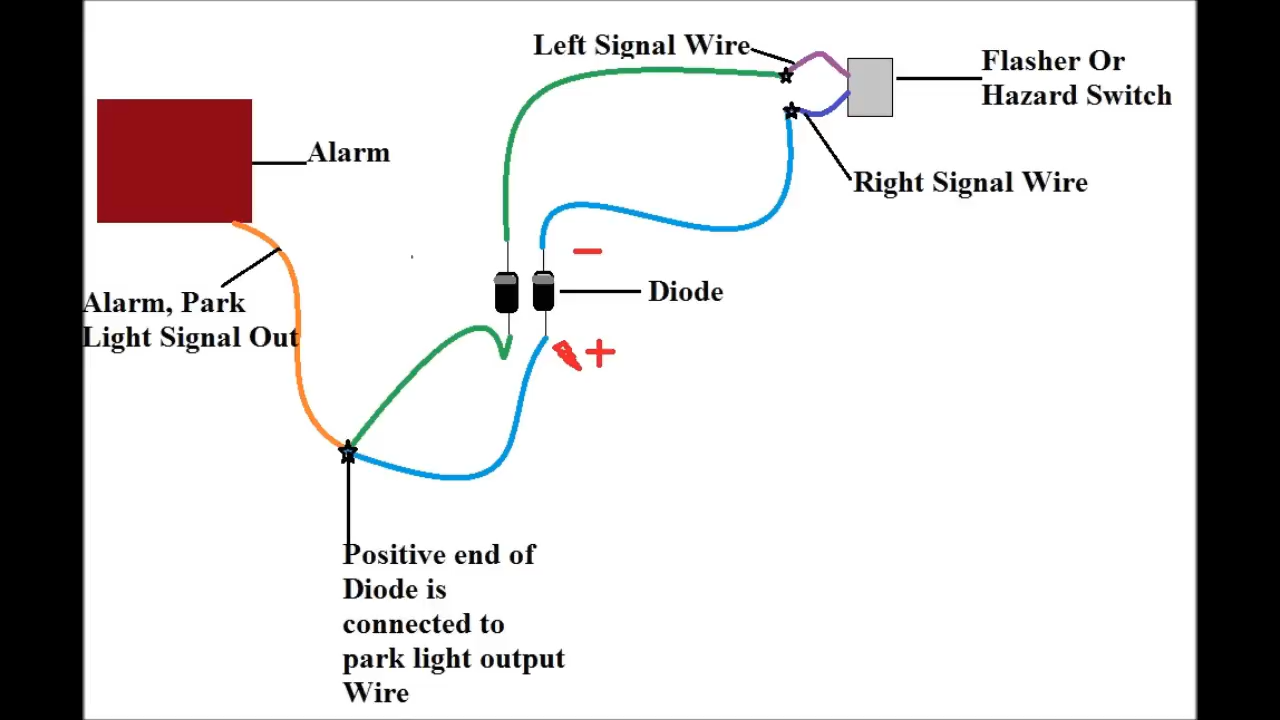 Left Signal Wire
Flasher Or
Hazard Switch
Alarm
Right Signal Wire
−
Diode
Alarm, Park
Light Signal Out
+
Positive end of
Diode is
connected to
park light output
Wire